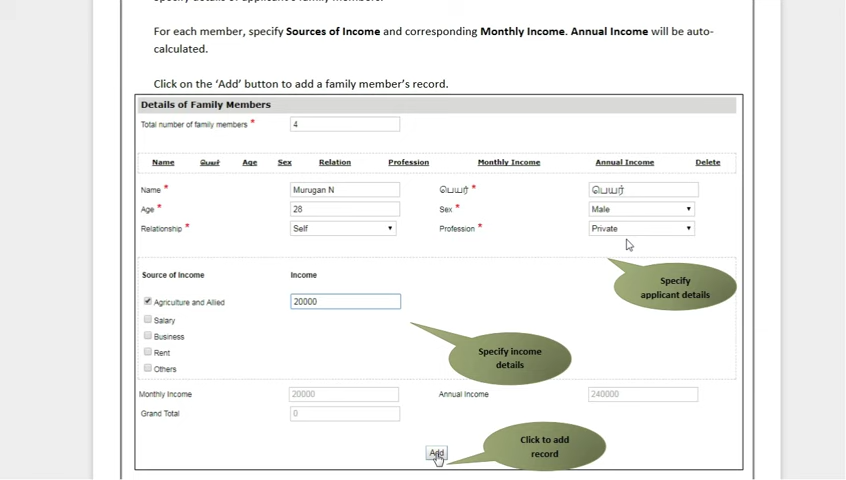 For each member, specify Sources of Income and corresponding Monthly Income. Annual Income will be auto-
calculated.
Click on the ‘Add’ button to add a family member’s record.
Details of Family Members
Total number of family members * 4
Name பெயர் Age Sex Relation Profession Monthly Income Annual Income Delete
Name * Murugan N பெயர் * பெயர்
Age * 28 Sex * Male
Relationship * Self Profession * Private
Source of Income Income
Specify
applicant details
Agriculture and Allied 20000
Salary
Business
Rent
Others
Specify income
details
Monthly Income 20000 Annual Income 240000
Grand Total 0
Add
Click to add
record